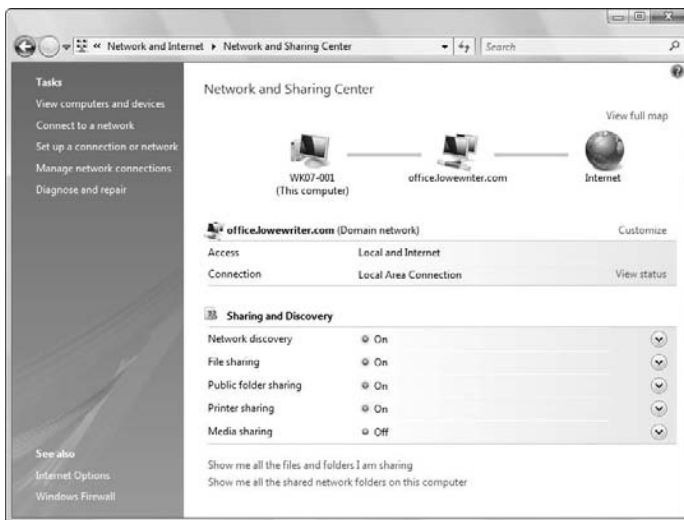 « Network and Internet ▸ Network and Sharing Center
Search
Tasks
View computers and devices
Connect to a network
Set up a connection or network
Manage network connections
Diagnose and repair
See also
Internet Options
Windows Firewall
Network and Sharing Center
View full map
WK07-001
(This computer)
office.lowewriter.com
Internet
office.lowewriter.com (Domain network)
Customize
Access Local and Internet
Connection Local Area Connection View status
Sharing and Discovery
Network discovery On
File sharing On
Public folder sharing On
Printer sharing On
Media sharing Off
Show me all the files and folders I am sharing
Show me all the shared network folders on this computer